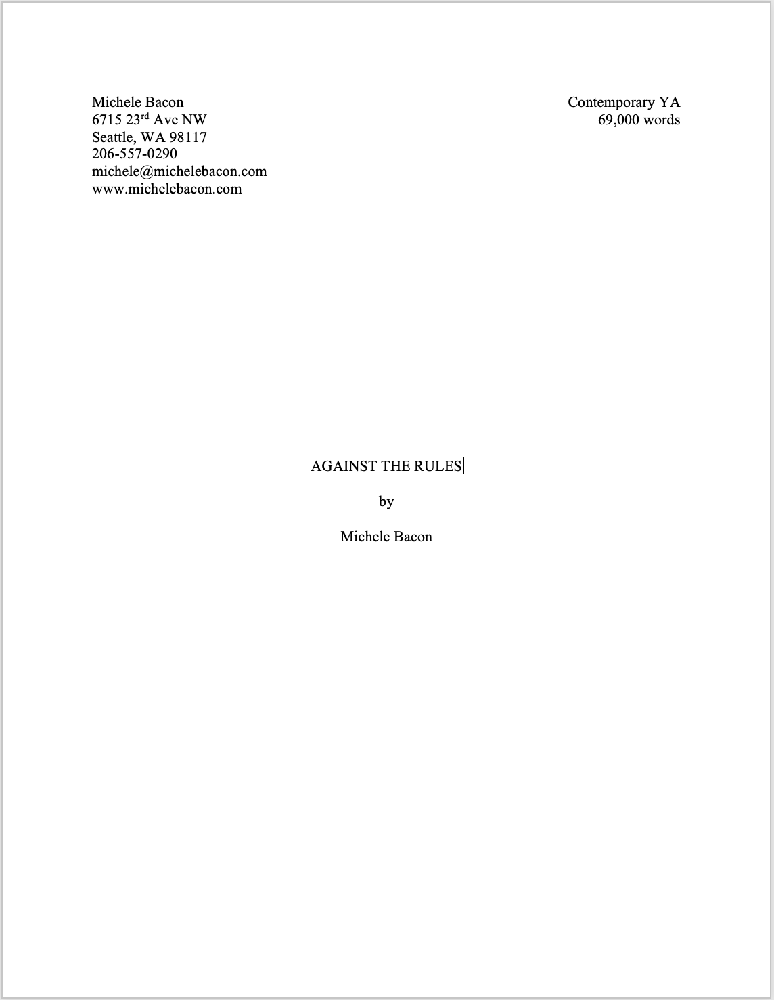 Michele Bacon
6715 23rd Ave NW
Seattle, WA 98117
206-557-0290
michele@michelebacon.com
www.michelebacon.com
Contemporary YA
69,000 words
AGAINST THE RULES
by
Michele Bacon